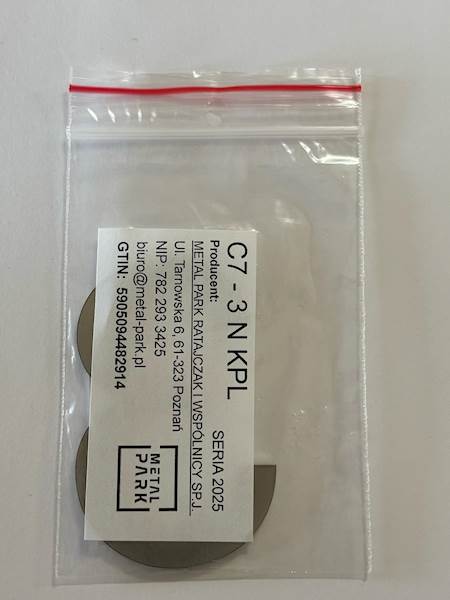 C7 - 3 N KPL
SERIA 2025
Producent:
METAL PARK RATAJCZAK I WSPÓLNICY SP.J.
Ul. Tarnowska 6, 61-323 Poznań
NIP: 782 293 3425
biuro@metal-park.pl
GTIN: 5905094482914
METAL
PARK